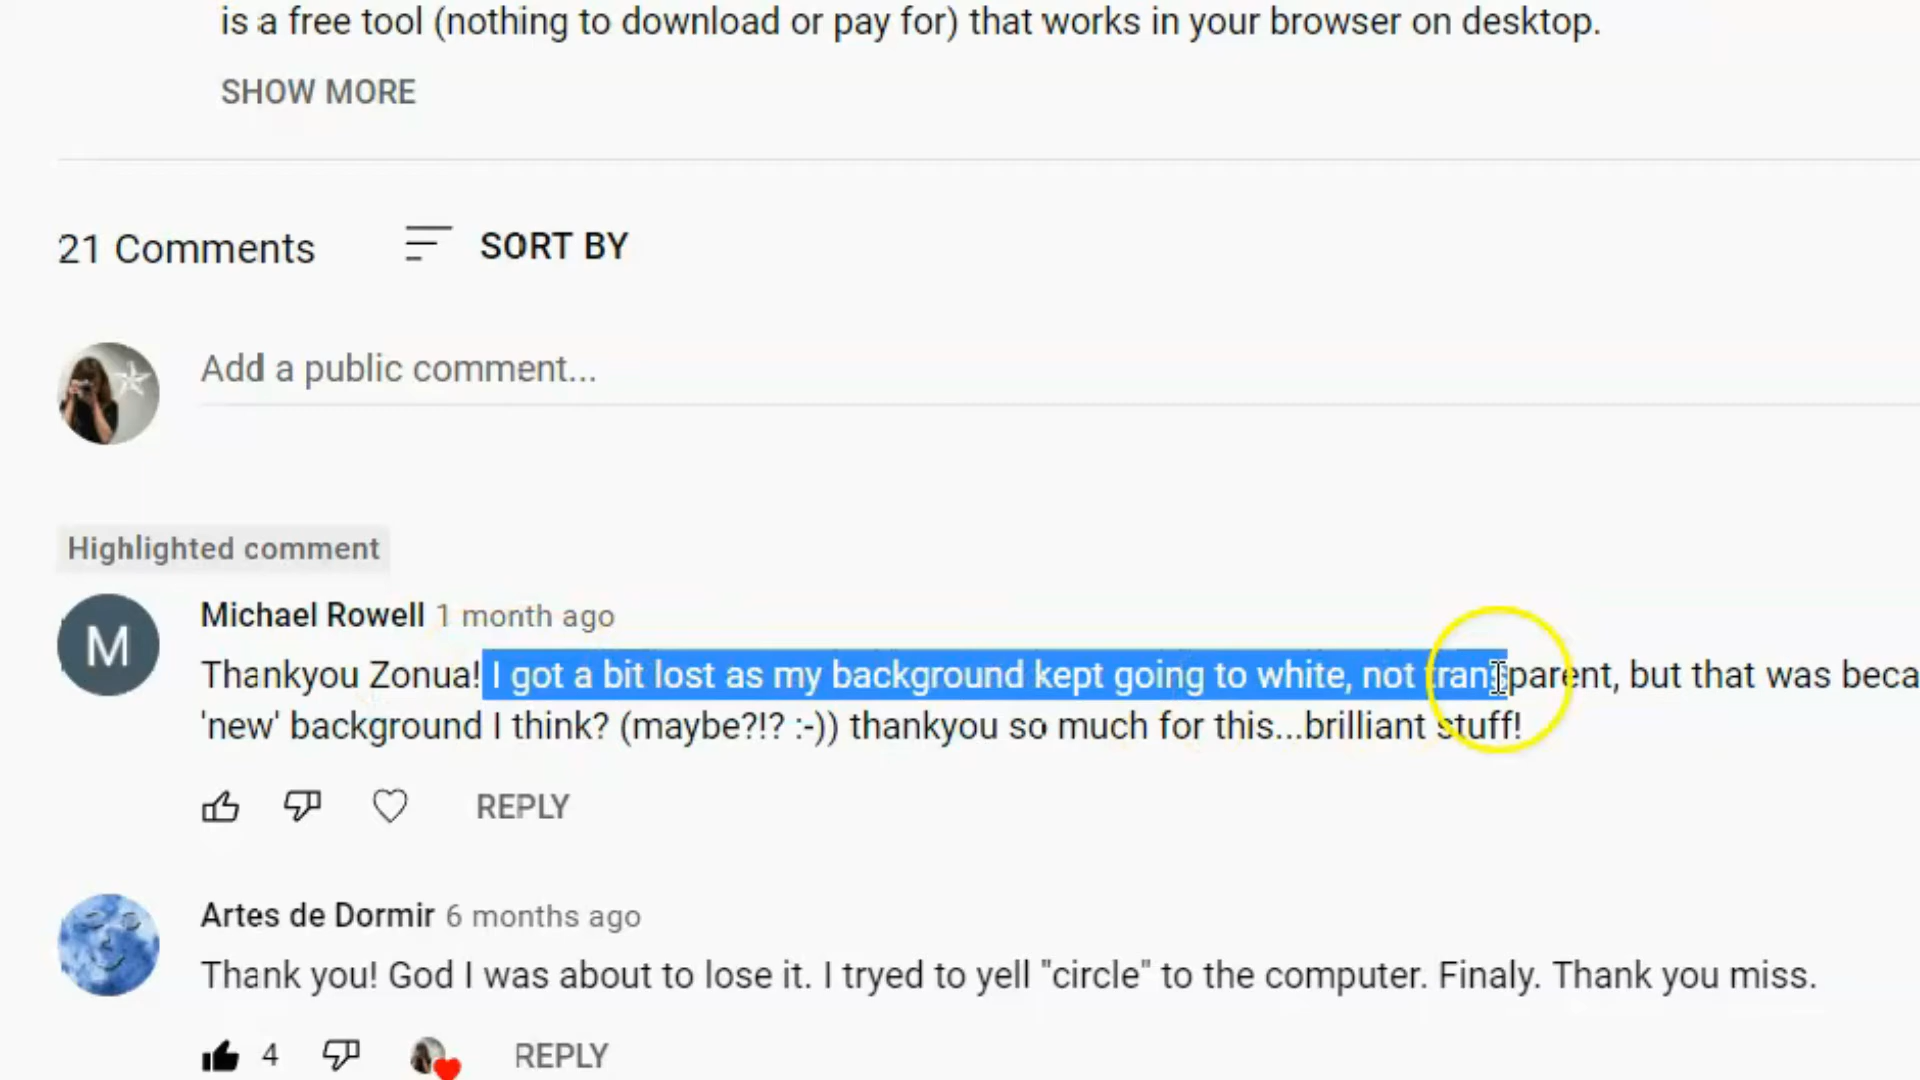 is a free tool (nothing to download or pay for) that works in your browser on desktop.
SHOW MORE
21 Comments SORT BY
Add a public comment...
Highlighted comment
M
Michael Rowell 1 month ago
Thankyou Zonua! I got a bit lost as my background kept going to white, not transparent, but that was beca
'new' background I think? (maybe?!? :-)) thankyou so much for this...brilliant stuff!
REPLY
Artes de Dormir 6 months ago
Thank you! God I was about to lose it. I tryed to yell "circle" to the computer. Finaly. Thank you miss.
4 REPLY